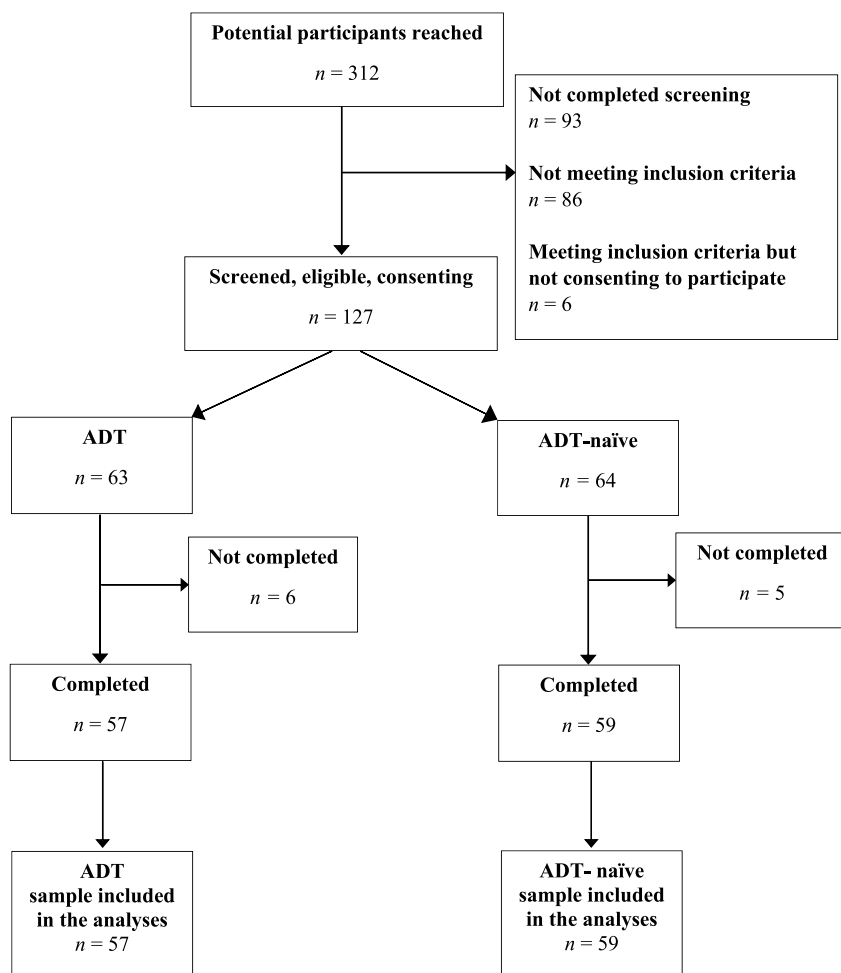 Potential participants reached
n = 312
Not completed screening
n = 93
Not meeting inclusion criteria
n = 86
Meeting inclusion criteria but
not consenting to participate
n = 6
Screened, eligible, consenting
n = 127
ADT
n = 63
ADT-naïve
n = 64
Not completed
n = 6
Not completed
n = 5
Completed
n = 57
Completed
n = 59
ADT
sample included
in the analyses
n = 57
ADT- naïve
sample included
in the analyses
n = 59